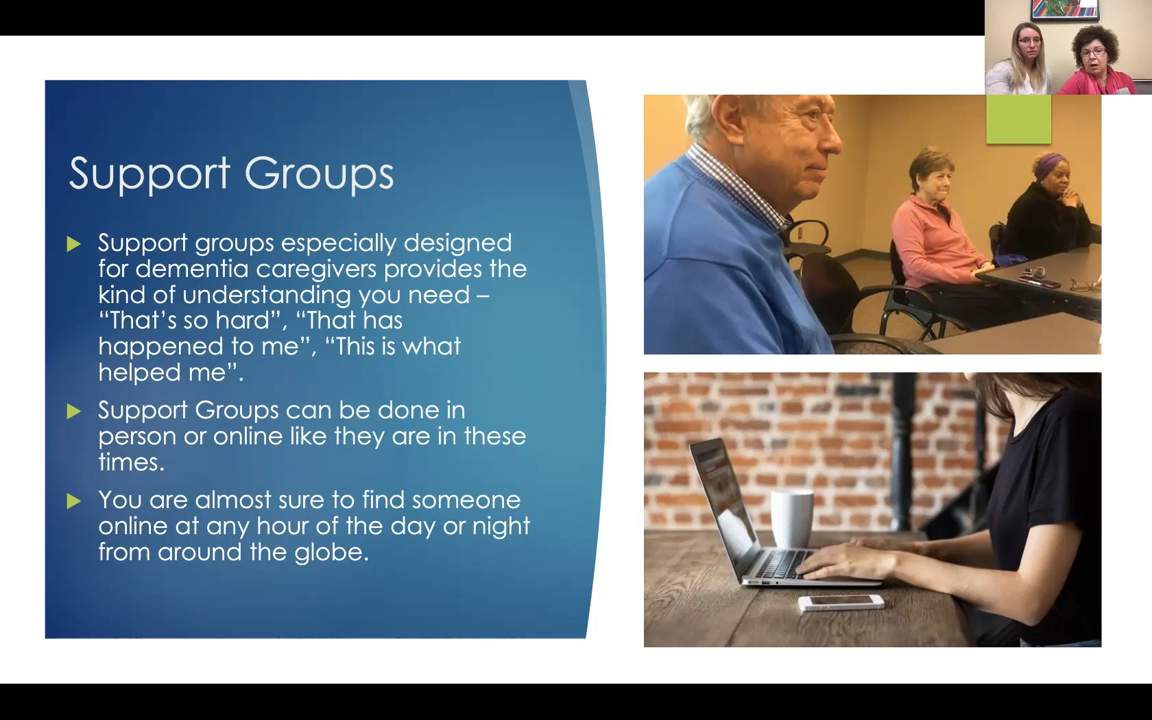 Support Groups
Support groups especially designed
for dementia caregivers provides the
kind of understanding you need –
“That’s so hard”, “That has
happened to me”, “This is what
helped me”.
Support Groups can be done in
person or online like they are in these
times.
You are almost sure to find someone
online at any hour of the day or night
from around the globe.